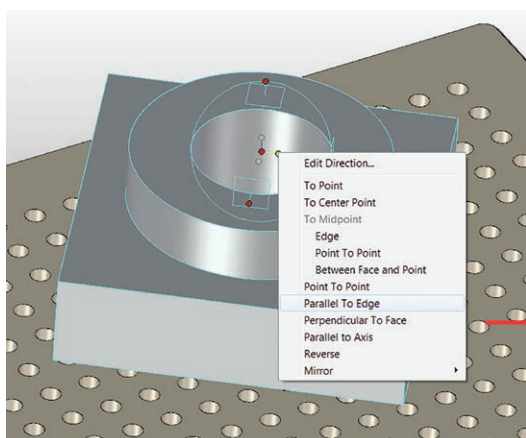 Edit Direction...
To Point
To Center Point
To Midpoint
Edge
Point To Point
Between Face and Point
Point To Point
Parallel To Edge
Perpendicular To Face
Parallel to Axis
Reverse
Mirror